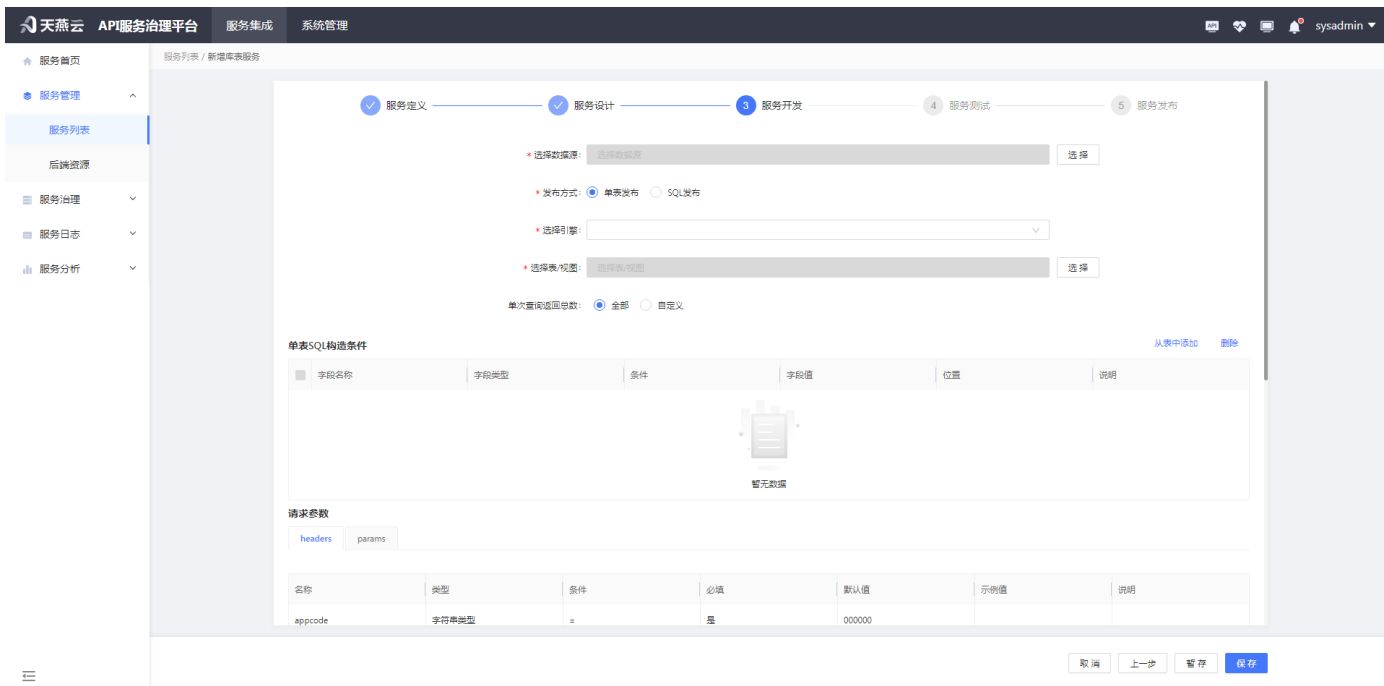 天燕云 API服务治理平台 服务集成 系统管理 API sysadmin
服务首页
服务列表 / 新增库表服务
服务管理
服务列表
后端资源
服务治理
服务日志
服务分析
服务定义 服务设计 3 服务开发 4 服务测试 5 服务发布
* 选择数据源: 选择数据源 选 择
* 发布方式: 单表发布 SQL发布
* 选择引擎:
* 选择表/视图: 选择表/视图 选 择
单次查询返回总数: 全部 自定义
单表SQL构造条件 从表中添加 删除
字段名称 字段类型 条件 字段值 位置 说明
暂无数据
请求参数
headers params
名称 类型 条件 必填 默认值 示例值 说明
appcode 字符串类型 = 是 000000
取 消 上一步 暂 存 保 存